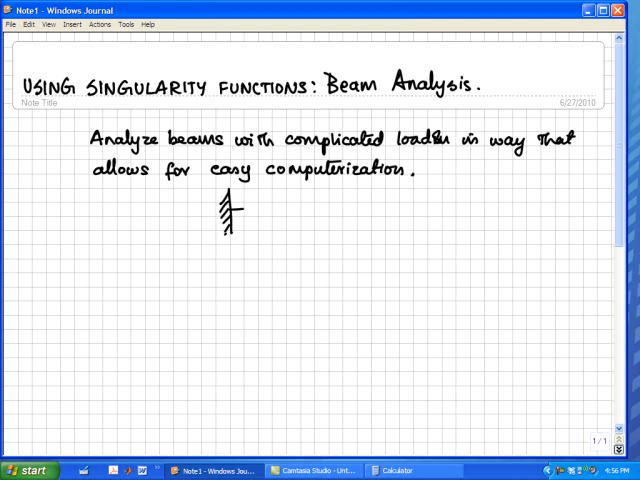 Note1 - Windows Journal
File Edit View Insert Actions Tools Help
USING SINGULARITY FUNCTIONS: Beam Analysis.
Note Title
6/27/2010
Analyze beams with complicated in way that
allows for easy computerization.
1 / 1
start
Note1 - Windows Jou...
Camtasia Studio - Unt...
Calculator
4:56 PM